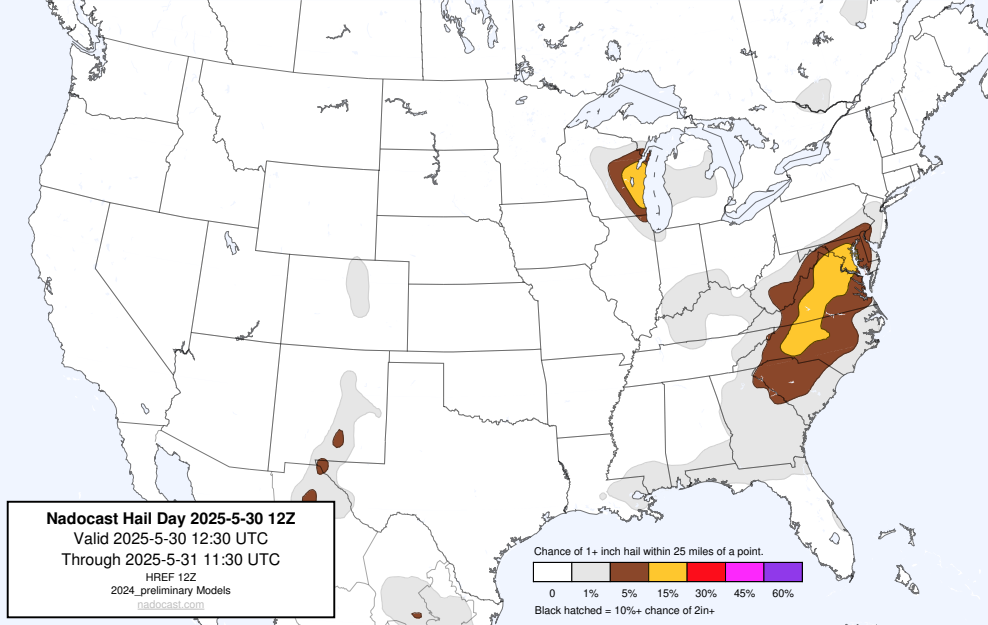 Nadocast Hail Day 2025-5-30 12Z
Valid 2025-5-30 12:30 UTC
Through 2025-5-31 11:30 UTC
HREF 12Z
2024_preliminary Models
nadocast.com
Chance of 1+ inch hail within 25 miles of a point.
0 1% 5% 15% 30% 45% 60%
Black hatched = 10%+ chance of 2in+